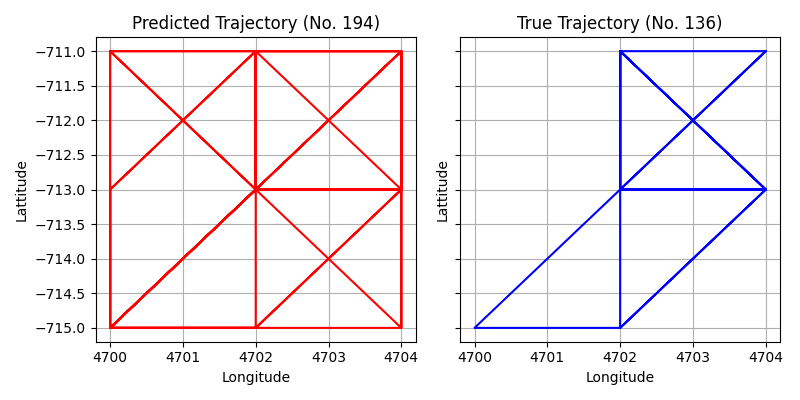 Predicted Trajectory (No. 194)
True Trajectory (No. 136)
−711.0
−711.5
−712.0
−712.5
−713.0
−713.5
−714.0
−714.5
−715.0
Lattitude
Lattitude
4700 4701 4702 4703 4704
4700 4701 4702 4703 4704
Longitude
Longitude